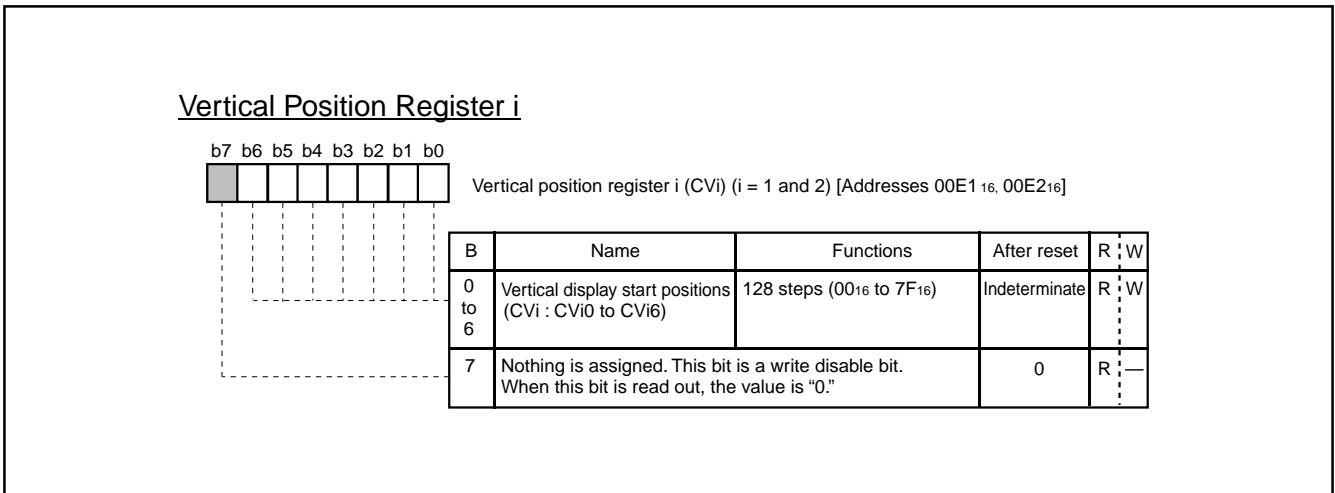 Vertical Position Register i
b7 b6 b5 b4 b3 b2 b1 b0
Vertical position register i (CVi) (i = 1 and 2) [Addresses 00E1 16, 00E216]
B Name Functions After reset R W
0 to 6 Vertical display start positions (CVi : CVi0 to CVi6) 128 steps (0016 to 7F16) Indeterminate R W
7 Nothing is assigned. This bit is a write disable bit. 0 R —
When this bit is read out, the value is “0.”